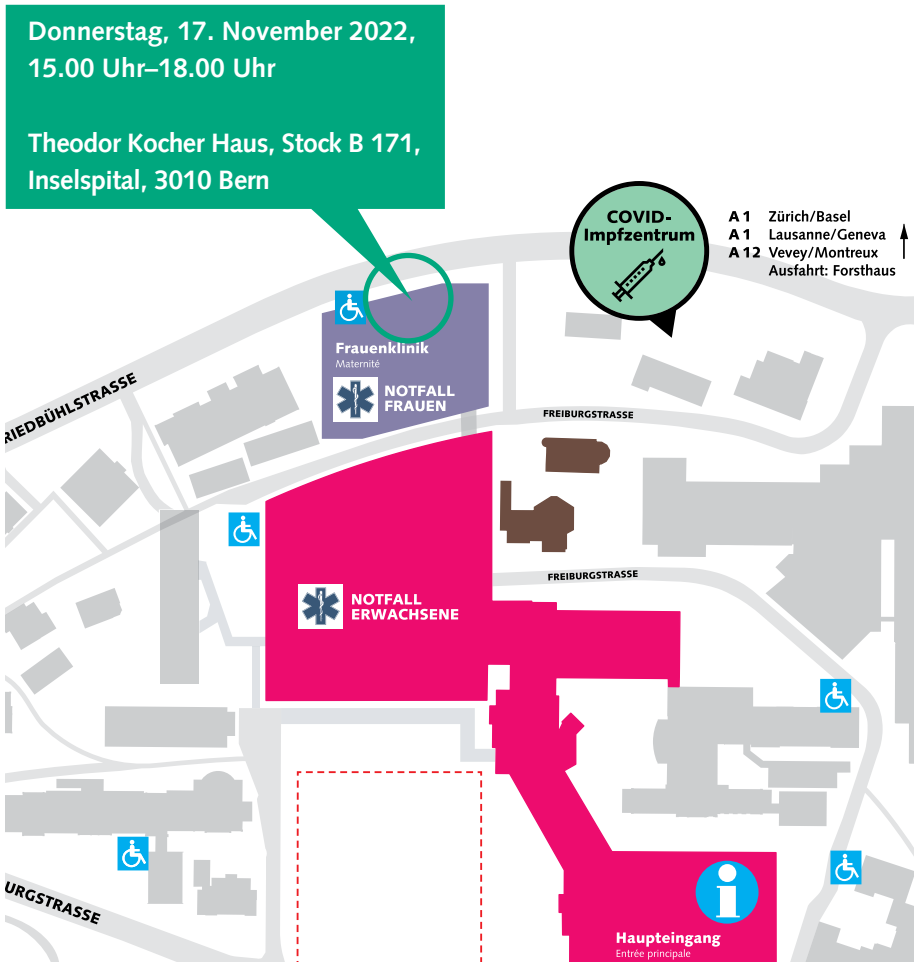 Donnerstag, 17. November 2022,
15.00 Uhr–18.00 Uhr
Theodor Kocher Haus, Stock B 171,
Inselspital, 3010 Bern
COVID-
Impfzentrum
A 1 Zürich/Basel
A 1 Lausanne/Geneva
A 12 Vevey/Montreux
Ausfahrt: Forsthaus
Frauenklinik
Maternité
NOTFALL
FRAUEN
RIEDBÜHLSTRASSE
FREIBURGSTRASSE
FREIBURGSTRASSE
NOTFALL
ERWACHSENE
URGSTRASSE
Haupteingang
Entrée principale